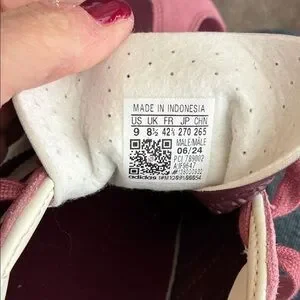 MADE IN INDONESIA
US UK FR JP CHN
9 8½ 42⅔ 270 265
MALE/MALE
06/24
PCI 789002
adidas